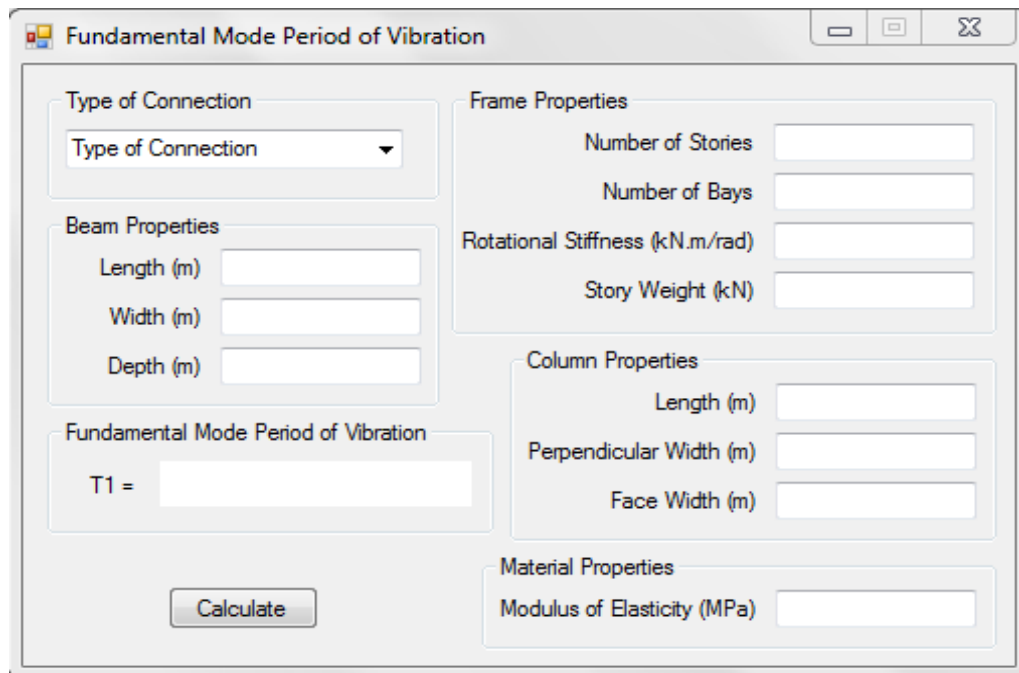 Fundamental Mode Period of Vibration
Type of Connection
Type of Connection
Beam Properties
Length (m)
Width (m)
Depth (m)
Fundamental Mode Period of Vibration
T1 =
Calculate
Frame Properties
Number of Stories
Number of Bays
Rotational Stiffness (kN.m/rad)
Story Weight (kN)
Column Properties
Length (m)
Perpendicular Width (m)
Face Width (m)
Material Properties
Modulus of Elasticity (MPa)